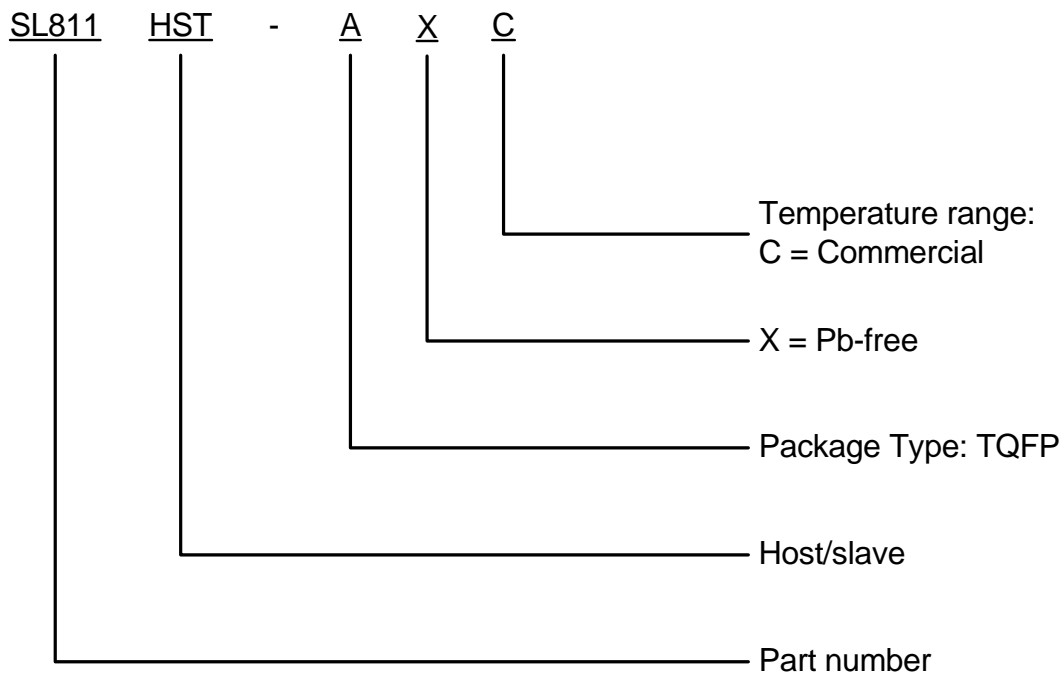 SL811 HST - A X C
Temperature range:
C = Commercial
X = Pb-free
Package Type: TQFP
Host/slave
Part number